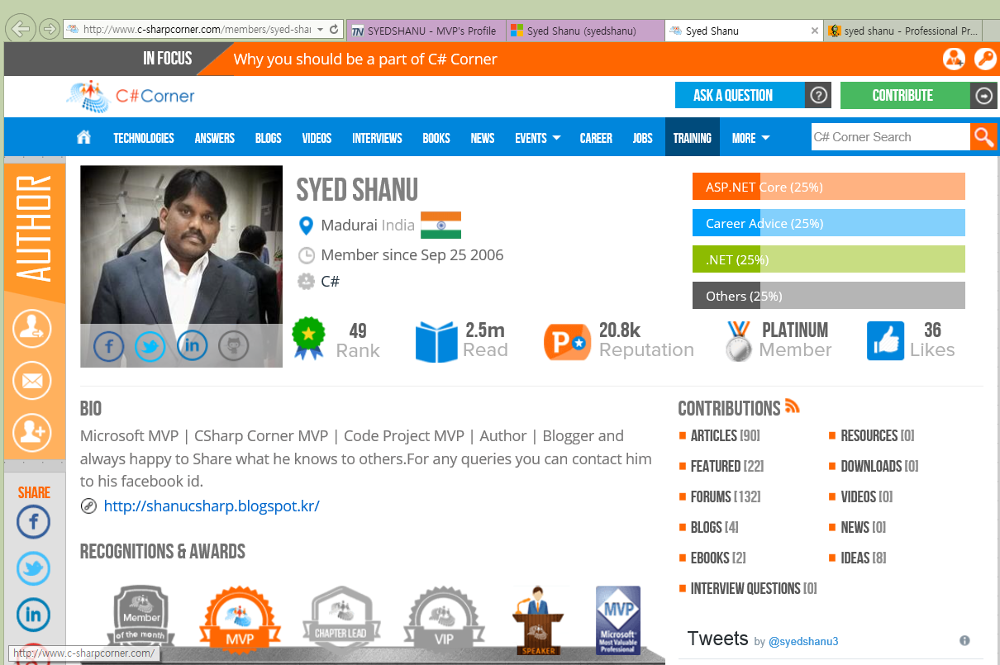 http://www.c-sharpcorner.com/members/syed-shai
SYEDSHANU - MVP's Profile
Syed Shanu (syedshanu)
Syed Shanu
syed shanu - Professional Pr...
IN FOCUS
Why you should be a part of C# Corner
C#Corner
ASK A QUESTION
CONTRIBUTE
TECHNOLOGIES ANSWERS BLOGS VIDEOS INTERVIEWS BOOKS NEWS EVENTS CAREER JOBS TRAINING MORE
C# Corner Search
AUTHOR
SYED SHANU
Madurai India
Member since Sep 25 2006
C#
ASP.NET Core (25%)
Career Advice (25%)
.NET (25%)
Others (25%)
49
Rank
2.5m
Read
20.8k
Reputation
PLATINUM
Member
36
Likes
BIO
Microsoft MVP | CSharp Corner MVP | Code Project MVP | Author | Blogger and
always happy to Share what he knows to others.For any queries you can contact him
to his facebook id.
http://shanucsharp.blogspot.kr/
SHARE
RECOGNITIONS & AWARDS
Member
of the month
MVP
CHAPTER LEAD
VIP
SPEAKER
MVP
Microsoft
Most Valuable
Professional
CONTRIBUTIONS
ARTICLES [90]
RESOURCES [0]
FEATURED [22]
DOWNLOADS [0]
FORUMS [132]
VIDEOS [0]
BLOGS [4]
NEWS [0]
EBOOKS [2]
IDEAS [8]
INTERVIEW QUESTIONS [0]
Tweets by @syedshanu3
http://www.c-sharpcorner.com/